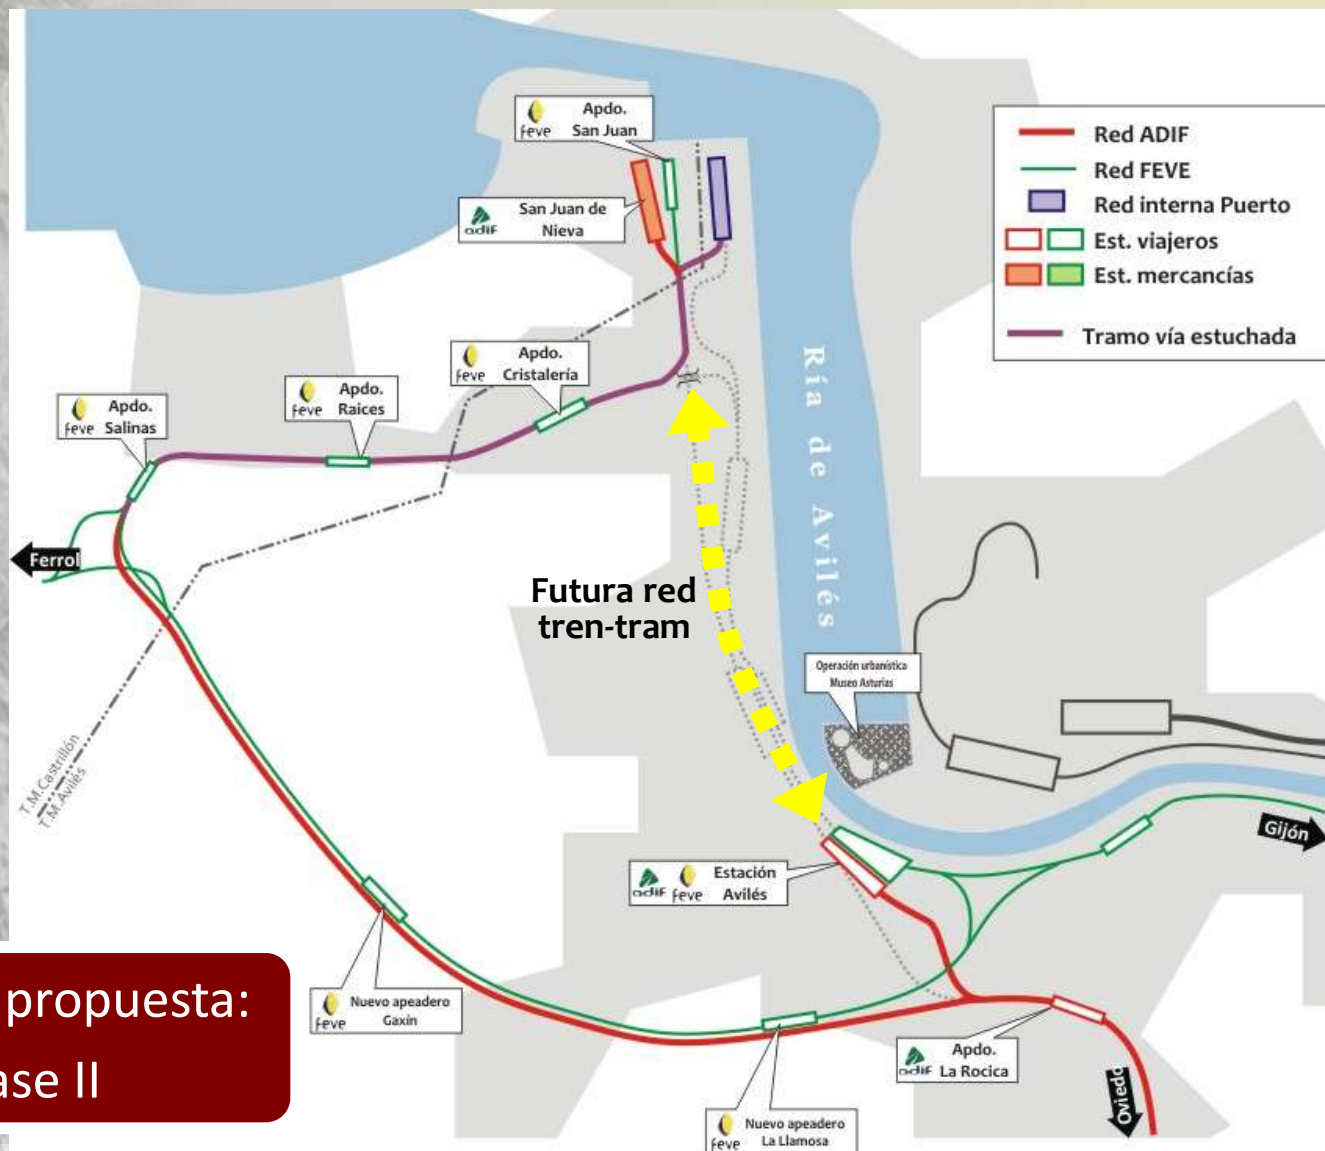 Apdo.
San Juan
feve
San Juan de
Nieva
adif
Red ADIF
Red FEVE
Red interna Puerto
Est. viajeros
Est. mercancías
Tramo vía estuchada
Apdo.
Cristalería
feve
Apdo.
Raices
feve
Apdo.
Salinas
feve
Ría de Avilés
Ferrol
Futura red
tren-tram
Operación urbanística
Museo Asturias
T.M.Castrillón
T.M.Avilés
Gijón
Estación
Avilés
adif feve
Nuevo apeadero
Gaxín
feve
Apdo.
La Rocica
adif
Oviedo
Nuevo apeadero
La Llamosa
feve
propuesta:
ase II